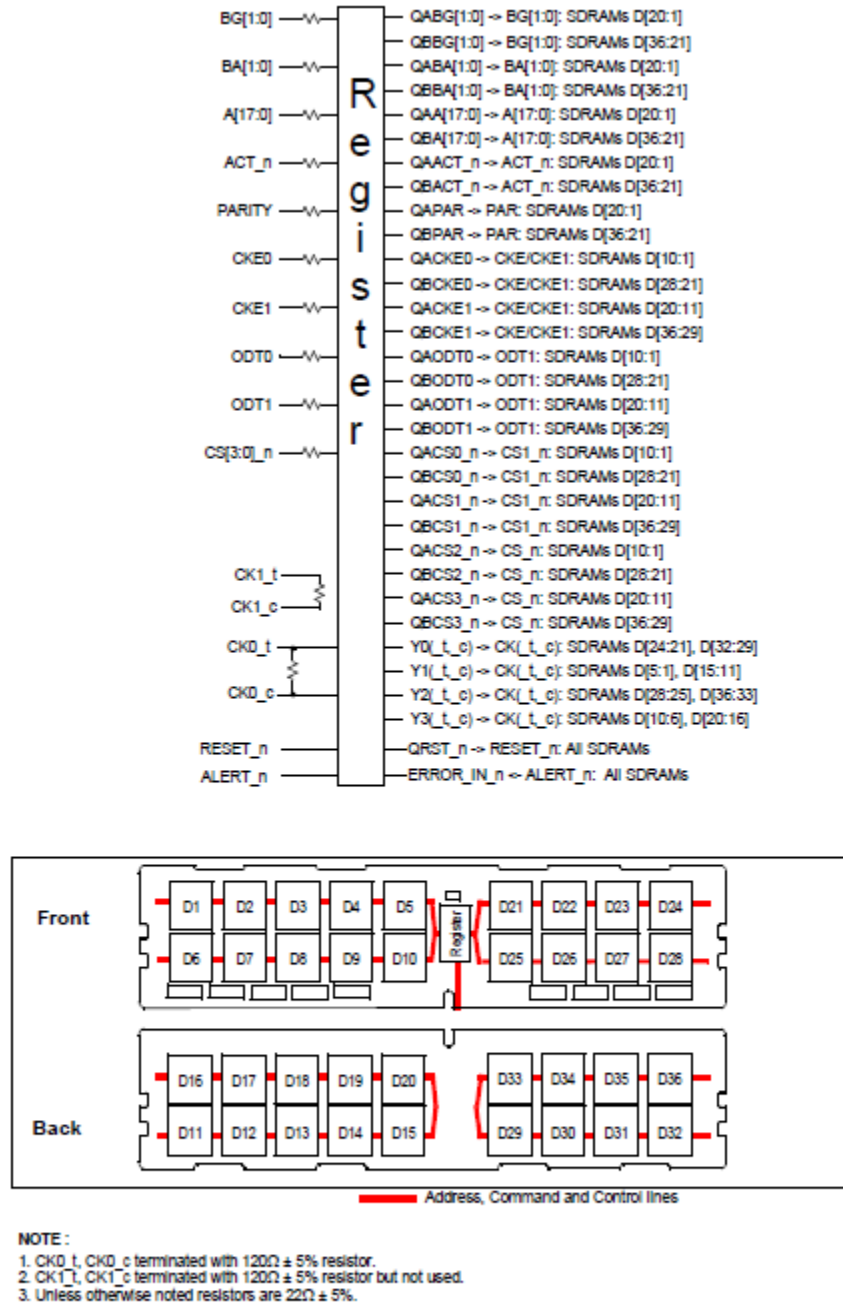 BG[1:0] QABG[1:0] -> BG[1:0]: SDRAMs D[20:1]
QBBG[1:0] -> BG[1:0]: SDRAMs D[36:21]
BA[1:0] QABA[1:0] -> BA[1:0]: SDRAMs D[20:1]
QBBA[1:0] -> BA[1:0]: SDRAMs D[36:21]
A[17:0] QAA[17:0] -> A[17:0]: SDRAMs D[20:1]
QBA[17:0] -> A[17:0]: SDRAMs D[36:21]
ACT_n QAACT_n -> ACT_n: SDRAMs D[20:1]
QBACT_n -> ACT_n: SDRAMs D[36:21]
PARITY QAPAR -> PAR: SDRAMs D[20:1]
QBPAR -> PAR: SDRAMs D[36:21]
CKE0 QACKE0 -> CKE/CKE1: SDRAMs D[10:1]
QBCKE0 -> CKE/CKE1: SDRAMs D[28:21]
CKE1 QACKE1 -> CKE/CKE1: SDRAMs D[20:11]
QBCKE1 -> CKE/CKE1: SDRAMs D[36:29]
ODT0 QAODT0 -> ODT1: SDRAMs D[10:1]
QBODT0 -> ODT1: SDRAMs D[28:21]
ODT1 QAODT1 -> ODT1: SDRAMs D[20:11]
QBODT1 -> ODT1: SDRAMs D[36:29]
CS[3:0]_n QACS0_n -> CS1_n: SDRAMs D[10:1]
QBCS0_n -> CS1_n: SDRAMs D[28:21]
QACS1_n -> CS1_n: SDRAMs D[20:11]
QBCS1_n -> CS1_n: SDRAMs D[36:29]
QACS2_n -> CS_n: SDRAMs D[10:1]
CK1_t QBCS2_n -> CS_n: SDRAMs D[28:21]
CK1_c QACS3_n -> CS_n: SDRAMs D[20:11]
QBCS3_n -> CS_n: SDRAMs D[36:29]
CK0_t Y0(_t,_c) -> CK(_t,_c): SDRAMs D[24:21], D[32:29]
Y1(_t,_c) -> CK(_t,_c): SDRAMs D[5:1], D[15:11]
CK0_c Y2(_t,_c) -> CK(_t,_c): SDRAMs D[28:25], D[36:33]
Y3(_t,_c) -> CK(_t,_c): SDRAMs D[10:6], D[20:16]
RESET_n QRST_n -> RESET_n: All SDRAMs
ALERT_n ERROR_IN_n <- ALERT_n: All SDRAMs
Register
Front
D1 D2 D3 D4 D5 Register D21 D22 D23 D24
D6 D7 D8 D9 D10 D25 D26 D27 D28
Back
D16 D17 D18 D19 D20 D33 D34 D35 D36
D11 D12 D13 D14 D15 D29 D30 D31 D32
Address, Command and Control lines
NOTE :
1. CK0_t, CK0_c terminated with 120Ω ± 5% resistor.
2. CK1_t, CK1_c terminated with 120Ω ± 5% resistor but not used.
3. Unless otherwise noted resistors are 22Ω ± 5%.